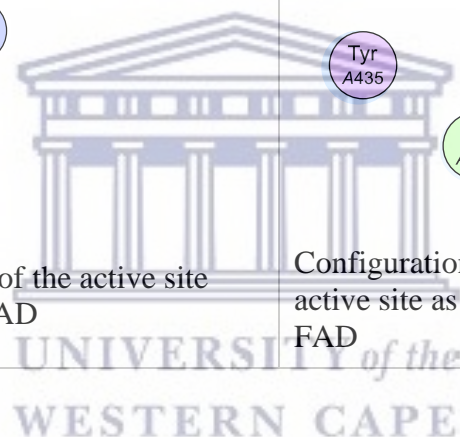 Tyr
A435
of the active site
AD
Configuration
active site as
FAD
UNIVERSITY of the
WESTERN CAPE